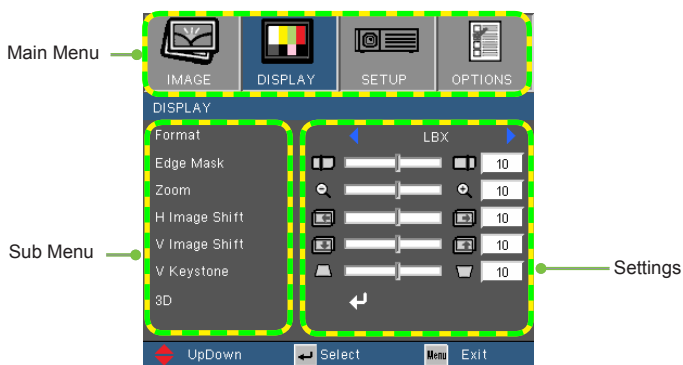 Main Menu
IMAGE DISPLAY SETUP OPTIONS
DISPLAY
Format LBX
Edge Mask 10
Zoom 10
H Image Shift 10
Sub Menu
V Image Shift 10
Settings
V Keystone 10
3D
UpDown Select Menu Exit